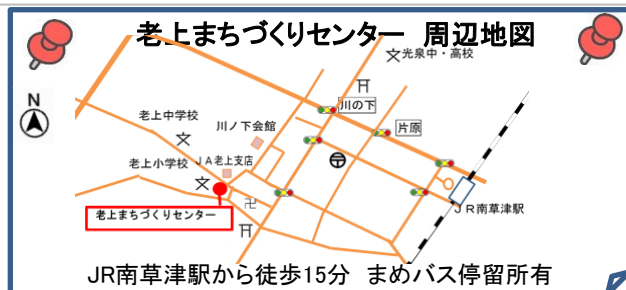 老上まちづくりセンター 周辺地図
文光泉中・高校
N
川の下
老上中学校
川ノ下会館
片原
文
老上小学校
JA老上支店
〒
文
卍
JR南草津駅
老上まちづくりセンター
JR南草津駅から徒歩15分 まめバス停留所有